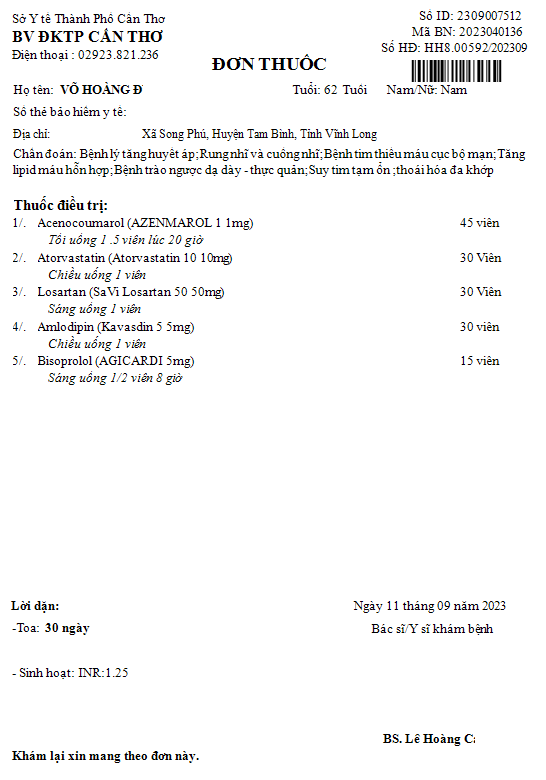 Sở Y tế Thành Phố Cần Thơ
BV ĐKTP CẦN THƠ
Điện thoại : 02923.821.236
Số ID: 2309007512
Mã BN: 2023040136
Số HĐ: HH8.00592/202309
ĐƠN THUỐC
Họ tên: VÕ HOÀNG Đ Tuổi: 62 Tuổi Nam/Nữ: Nam
Số thẻ bảo hiểm y tế:
Địa chỉ: Xã Song Phú, Huyện Tam Bình, Tỉnh Vĩnh Long
Chẩn đoán: Bệnh lý tăng huyết áp;Rung nhĩ và cuồng nhĩ;Bệnh tim thiếu máu cục bộ mạn;Tăng
lipid máu hỗn hợp;Bệnh trào ngược dạ dày - thực quản;Suy tim tạm ổn ;thoái hóa đa khớp
Thuốc điều trị:
1/. Acenocoumarol (AZENMAROL 1 1mg) 45 viên
Tối uống 1 .5 viên lúc 20 giờ
2/. Atorvastatin (Atorvastatin 10 10mg) 30 Viên
Chiều uống 1 viên
3/. Losartan (SaVi Losartan 50 50mg) 30 Viên
Sáng uống 1 viên
4/. Amlodipin (Kavasdin 5 5mg) 30 viên
Chiều uống 1 viên
5/. Bisoprolol (AGICARDI 5mg) 15 viên
Sáng uống 1/2 viên 8 giờ
Lời dặn:
Ngày 11 tháng 09 năm 2023
-Toa: 30 ngày
Bác sĩ/Y sĩ khám bệnh
- Sinh hoạt: INR:1.25
BS. Lê Hoàng
Khám lại xin mang theo đơn này.